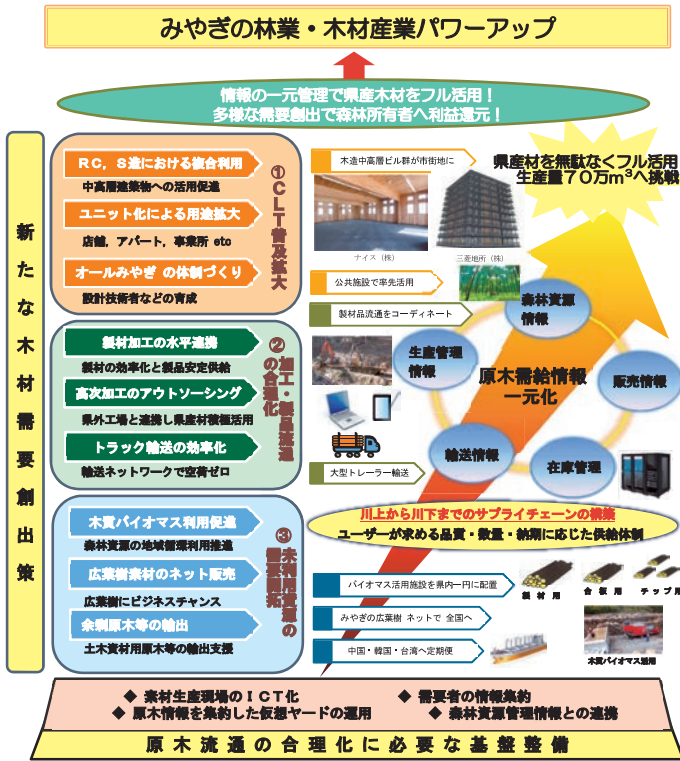 みやぎの林業・木材産業パワーアップ
情報の一元管理で県産木材をフル活用！
多様な需要創出で森林所有者へ利益還元！
新たな木材需要創出策
ＲＣ，Ｓ造における複合利用
中高層建築物への活用促進
ユニット化による用途拡大
店舗，アパート，事業所 etc
オールみやぎ の体制づくり
設計技術者などの育成
①ＣＬＴ普及拡大
製材加工の水平連携
製材の効率化と製品安定供給
高次加工のアウトソーシング
県外工場と連携し県産材積極活用
トラック輸送の効率化
輸送ネットワークで空荷ゼロ
②加工・製品流通
の合理化
木質バイオマス利用促進
森林資源の地域循環利用推進
広葉樹素材のネット販売
広葉樹にビジネスチャンス
余剰原木等の輸出
土木資材用原木等の輸出支援
③未利用資源の
需要開拓
木造中高層ビル群が市街地に
ナイス（株）
三菱地所（株）
県産材を無駄なくフル活用
生産量７０万m³へ挑戦
公共施設で率先活用
製材品流通をコーディネート
大型トレーラー輸送
森林資源
情報
生産管理
情報
原木需給情報
一元化
販売情報
輸送情報
在庫管理
川上から川下までのサプライチェーンの構築
ユーザーが求める品質・数量・納期に応じた供給体制
バイオマス活用施設を県内一円に配置
みやぎの広葉樹 ネットで 全国へ
中国・韓国・台湾へ定期便
製材用
合板用
チップ用
木質バイオマス活用
◆ 素材生産現場のＩＣＴ化
◆ 需要者の情報集約
◆ 原木情報を集約した仮想ヤードの運用
◆ 森林資源管理情報との連携
原木流通の合理化に必要な基盤整備